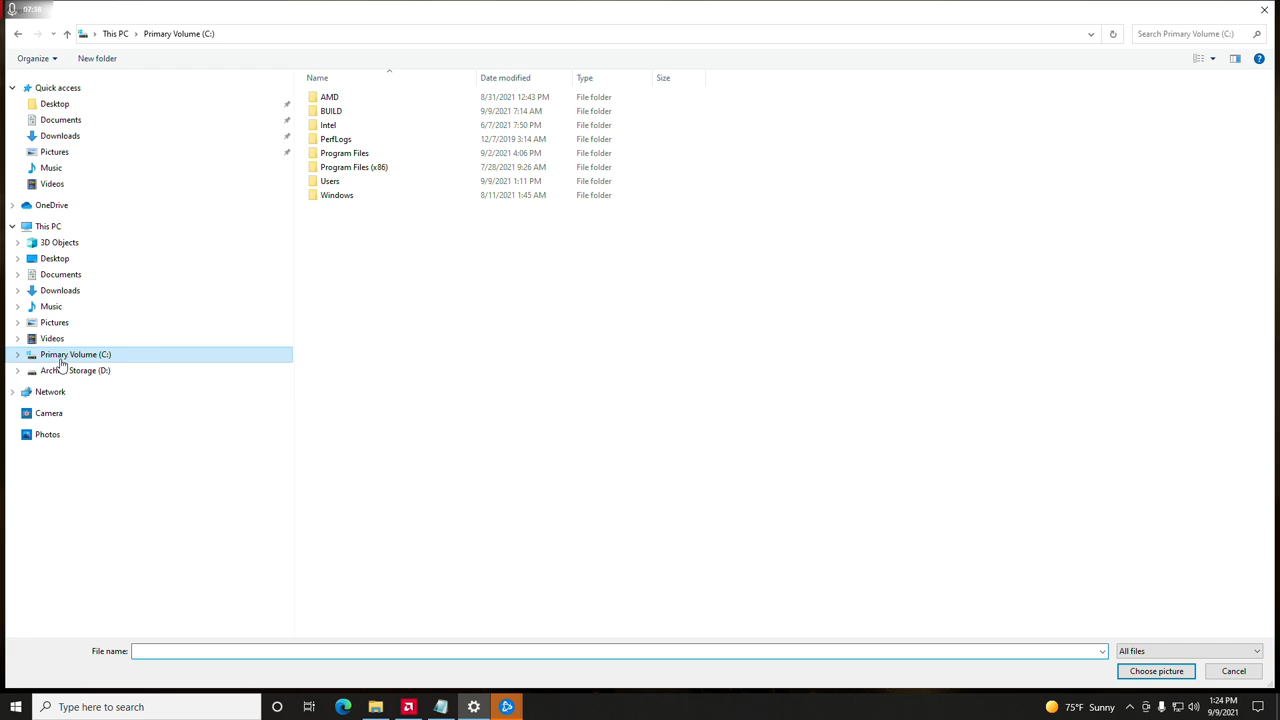 07:38
This PC > Primary Volume (C:)
Search Primary Volume (C:)
Organize
New folder
Name
Date modified
Type
Size
Quick access
Desktop
Documents
Downloads
Pictures
Music
Videos
OneDrive
This PC
3D Objects
Desktop
Documents
Downloads
Music
Pictures
Videos
Primary Volume (C:)
Storage (D:)
Network
Camera
Photos
AMD 8/31/2021 12:43 PM File folder
BUILD 9/9/2021 7:14 AM File folder
Intel 6/7/2021 7:50 PM File folder
PerfLogs 12/7/2019 3:14 AM File folder
Program Files 9/2/2021 4:06 PM File folder
Program Files (x86) 7/28/2021 9:26 AM File folder
Users 9/9/2021 1:11 PM File folder
Windows 8/11/2021 1:45 AM File folder
File name:
All files
Choose picture
Cancel
Type here to search
75°F Sunny
1:24 PM
9/9/2021